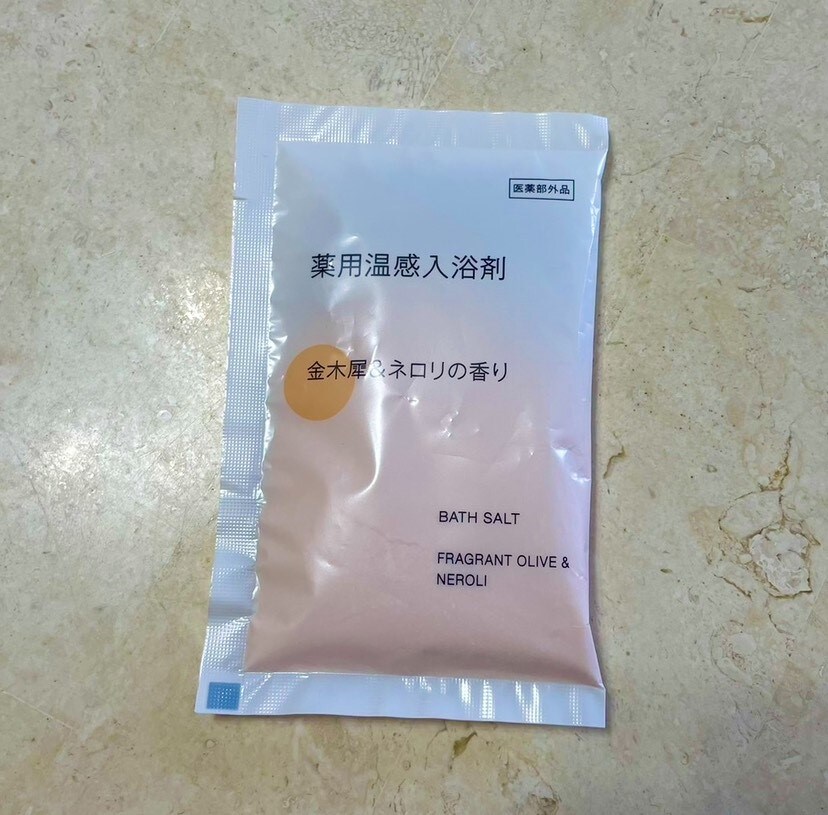 医薬部外品
薬用温感入浴剤
金木犀&ネロリの香り
BATH SALT
FRAGRANT OLIVE &
NEROLI